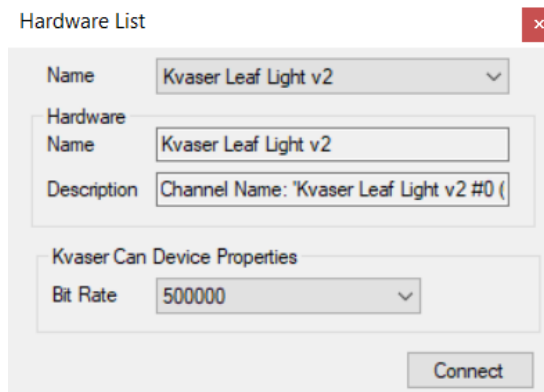 Hardware List
Name Kvaser Leaf Light v2
Hardware
Name Kvaser Leaf Light v2
Description Channel Name: 'Kvaser Leaf Light v2 #0 (
Kvaser Can Device Properties
Bit Rate 500000
Connect